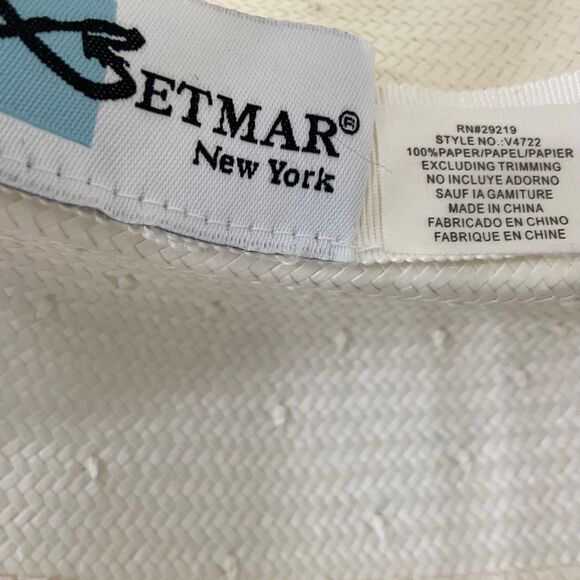 BETMAR®
New York
RN#29219
STYLE NO.:V4722
100%PAPER/PAPEL/PAPIER
EXCLUDING TRIMMING
NO INCLUYE ADORNO
SAUF IA GAMITURE
MADE IN CHINA
FABRICADO EN CHINO
FABRIQUE EN CHINE